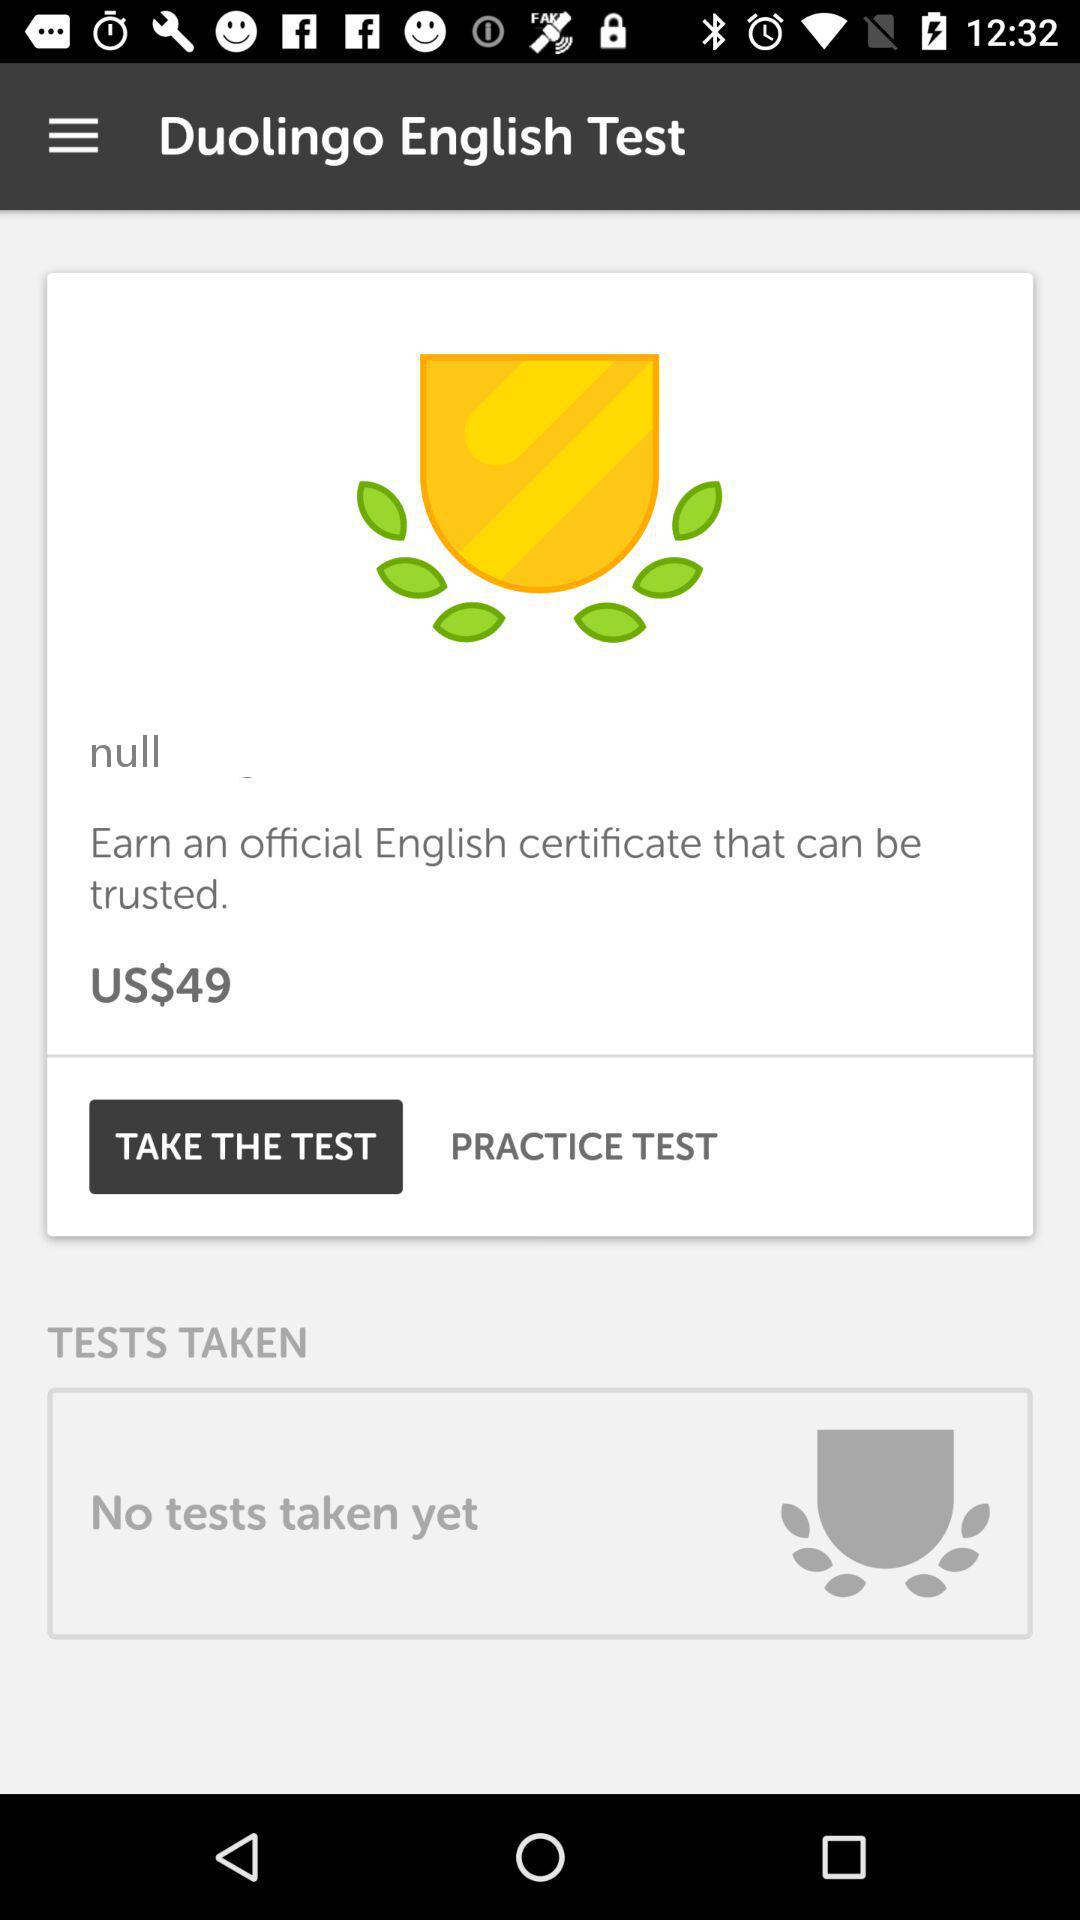 FAKE
12:32
Duolingo English Test
null
Earn an official English certificate that can be
trusted.
US$49
TAKE THE TEST
PRACTICE TEST
TESTS TAKEN
No tests taken yet